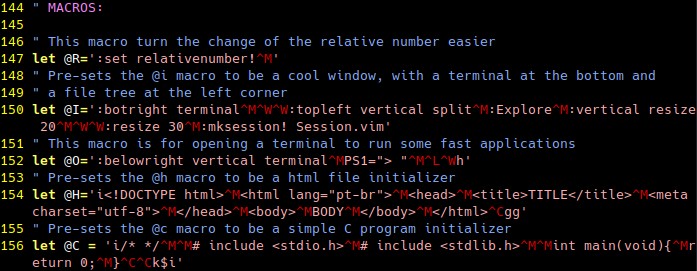 144 " MACROS:
145
146 " This macro turn the change of the relative number easier
147 let @R=':set relativenumber!^M'
148 " Pre-sets the @i macro to be a cool window, with a terminal at the bottom and
149 " a file tree at the left corner
150 let @I=':botright terminal^M^W^W:topleft vertical split^M:Explore^M:vertical resize
20^M^W^W:resize 30^M:mksession! Session.vim'
151 " This macro is for opening a terminal to run some fast applications
152 let @O=':belowright vertical terminal^MPS1="> "^M^L^Wh'
153 " Pre-sets the @h macro to be a html file initializer
154 let @H='i<!DOCTYPE html>^M<html lang="pt-br">^M<head>^M<title>TITLE</title>^M<meta
charset="utf-8">^M</head>^M<body>^MBODY^M</body>^M</html>^Cgg'
155 " Pre-sets the @c macro to be a simple C program initializer
156 let @C = 'i/* */^M^M# include <stdio.h>^M# include <stdlib.h>^M^Mint main(void){^Mr
eturn 0;^M}^C^Ck$i'